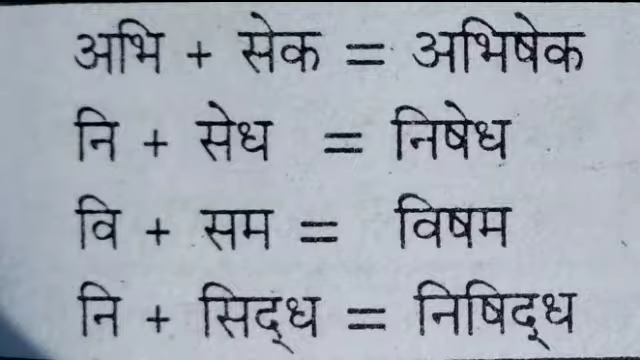 अभि + सेक = अभिषेक
नि + सेध = निषेध
वि + सम = विषम
नि + सिद्ध = निषिद्ध